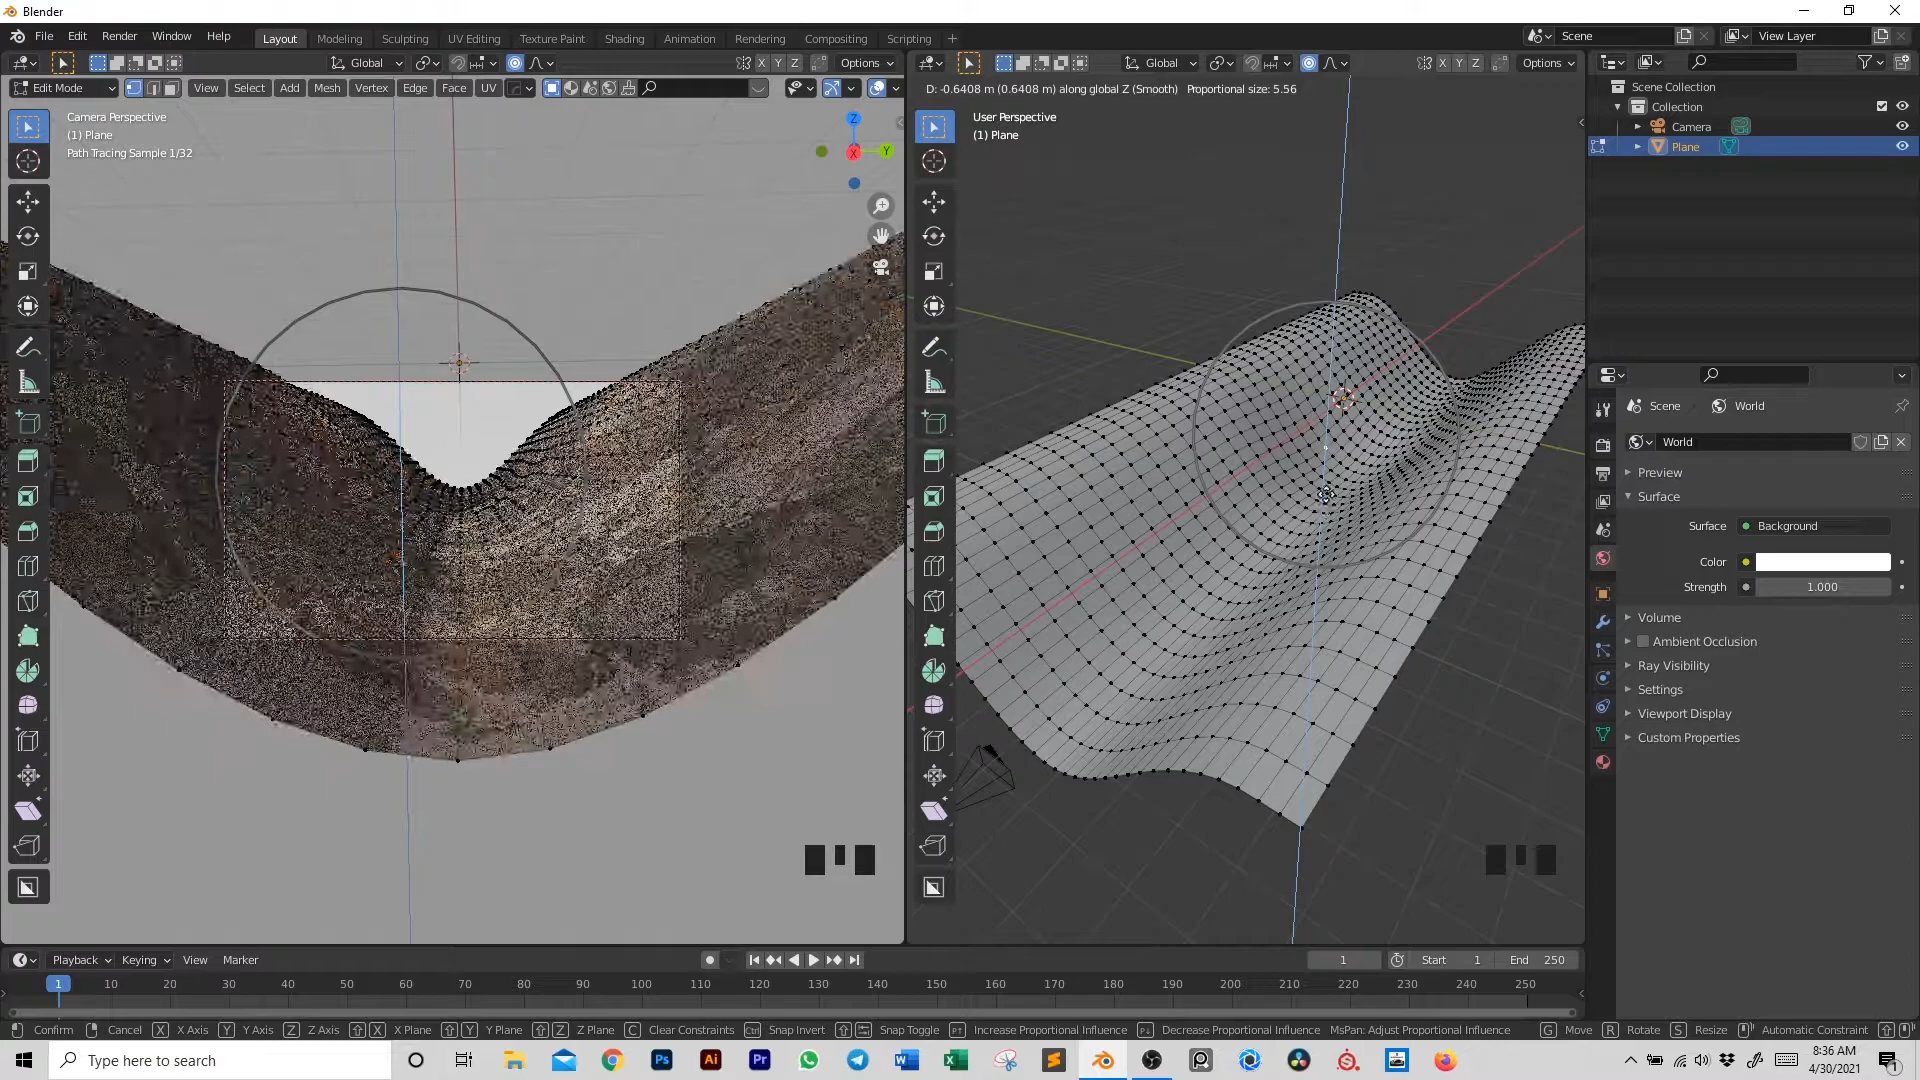 Blender
File Edit Render Window Help
Layout Modeling Sculpting UV Editing Texture Paint Shading Animation Rendering Compositing Scripting +
Scene
View Layer
Global
X Y Z
Options
Global
X Y Z
Options
Edit Mode View Select Add Mesh Vertex Edge Face UV
D: -0.6408 m (0.6408 m) along global Z (Smooth) Proportional size: 5.56
Camera Perspective
(1) Plane
Path Tracing Sample 1/32
Z
X
Y
User Perspective
(1) Plane
Scene Collection
Collection
Camera
Plane
Scene World
World
Preview
Surface
Surface Background
Color
Strength 1.000
Volume
Ambient Occlusion
Ray Visibility
Settings
Viewport Display
Custom Properties
Playback Keying View Marker
1 Start 1 End 250
1 10 20 30 40 50 60 70 80 90 100 110 120 130 140 150 160 170 180 190 200 210 220 230 240 250
Confirm Cancel X X Axis Y Y Axis Z Z Axis X X Plane Y Y Plane Z Z Plane C Clear Constraints Ctrl Snap Invert Snap Toggle Increase Proportional Influence Decrease Proportional Influence MsPan: Adjust Proportional Influence G Move R Rotate S Resize Automatic Constraint
Type here to search
Ps Ai Pr
8:36 AM
4/30/2021
1